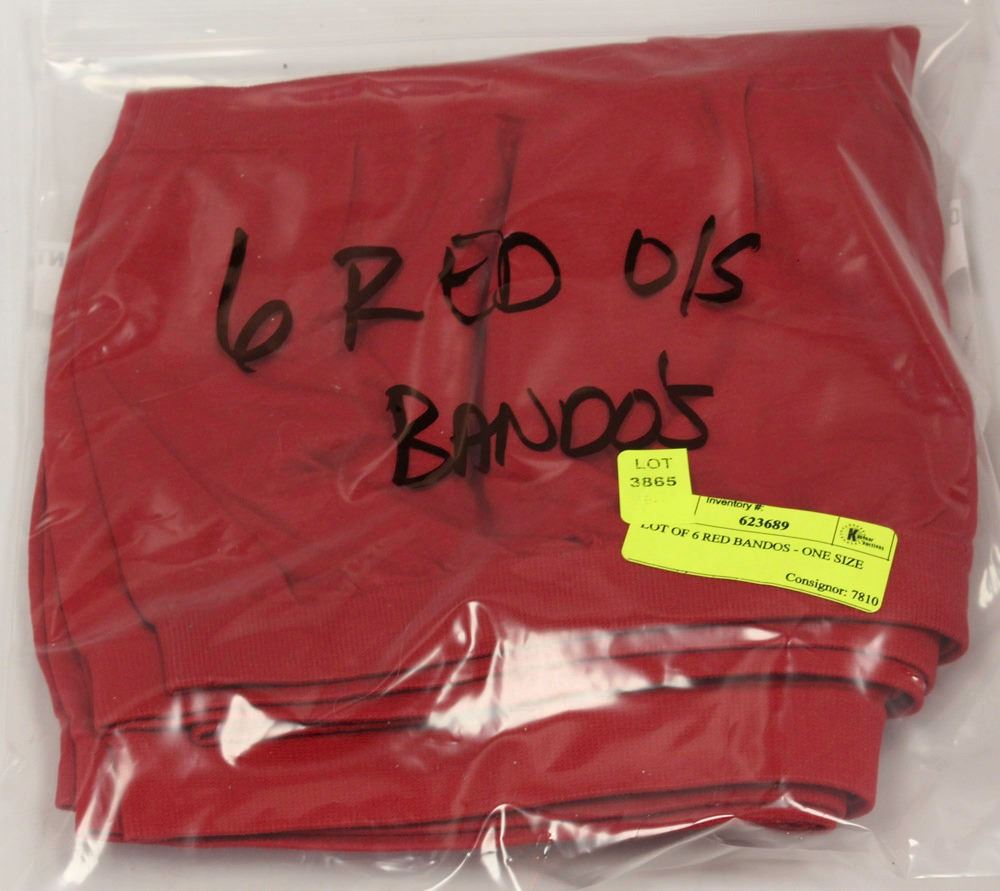 6 RED O/S
BANDO'S
LOT
3865
Inventory #:
623689
LOT OF 6 RED BANDOS - ONE SIZE
Consignor: 7810